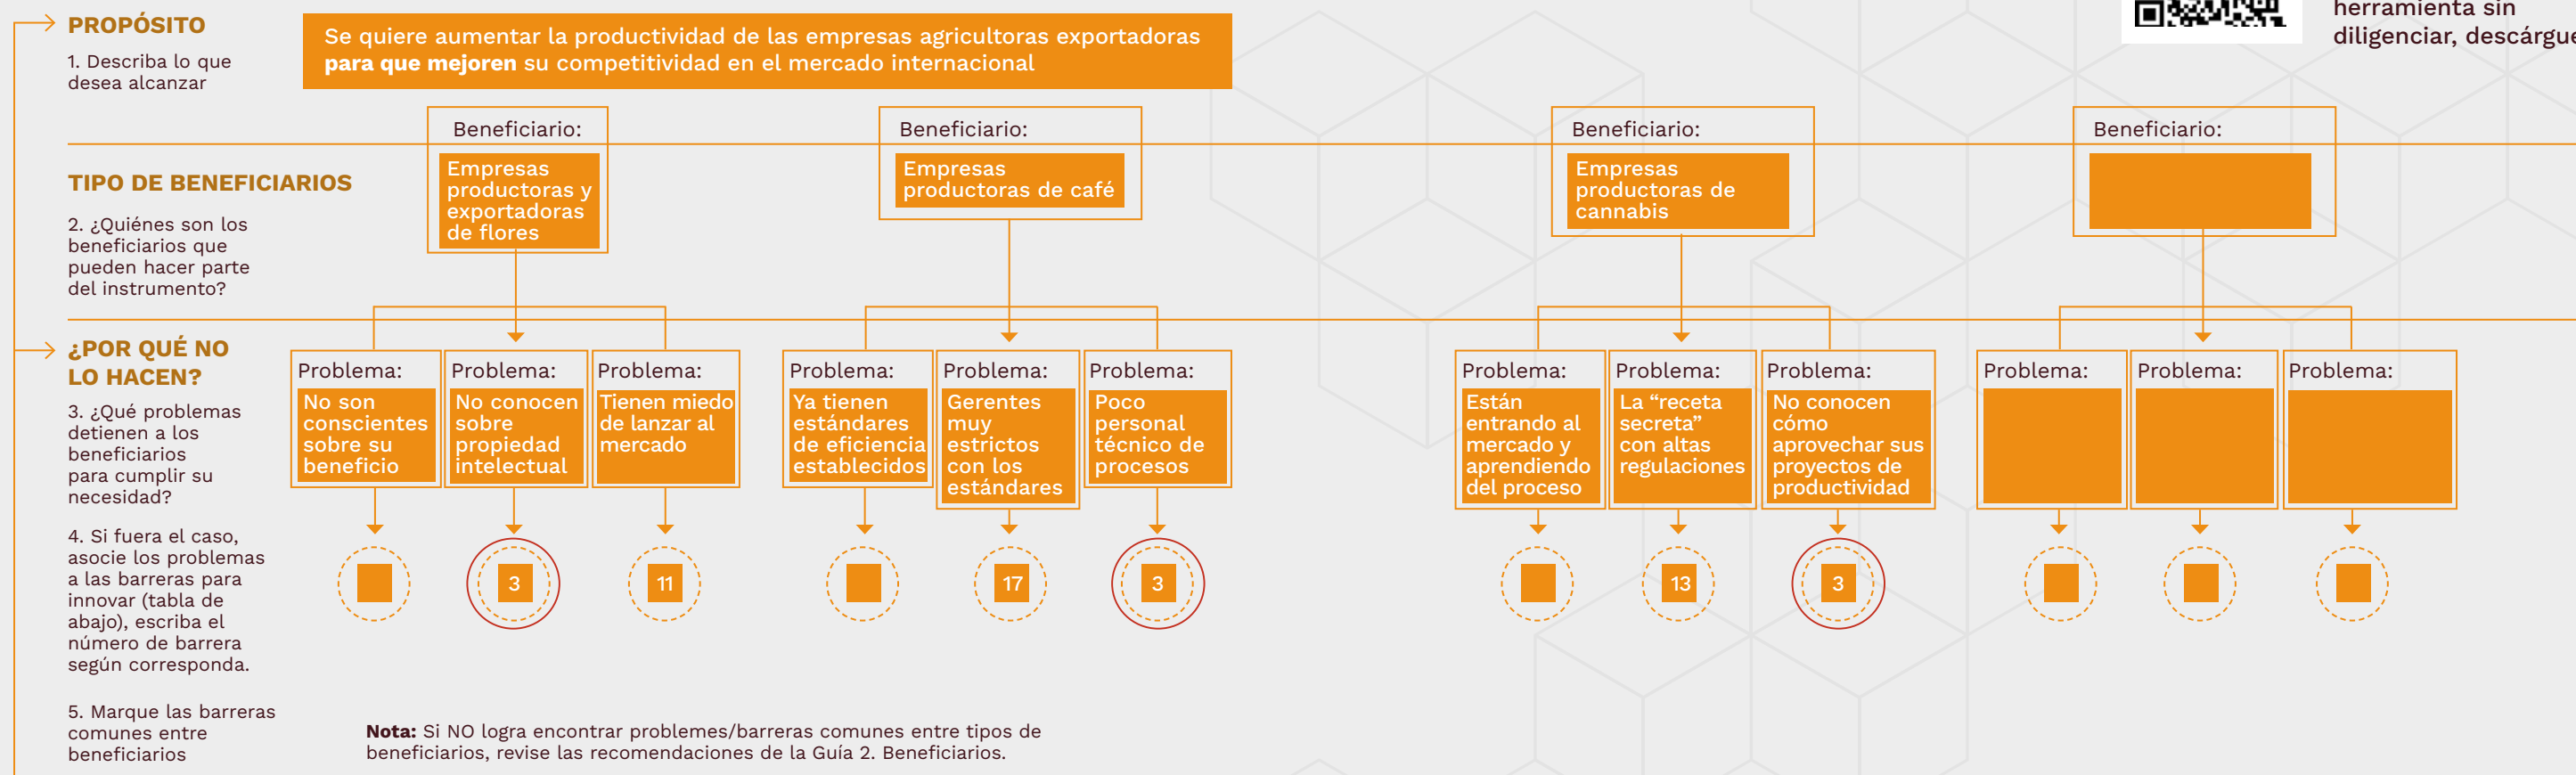 PROPÓSITO
1. Describa lo que
desea alcanzar
Se quiere aumentar la productividad de las empresas agricultoras exportadoras
para que mejoren su competitividad en el mercado internacional
herramienta sin
diligenciar, descárgue
TIPO DE BENEFICIARIOS
2. ¿Quiénes son los
beneficiarios que
pueden hacer parte
del instrumento?
Beneficiario:
Empresas
productoras y
exportadoras
de flores
Beneficiario:
Empresas
productoras de café
Beneficiario:
Empresas
productoras de
cannabis
Beneficiario:
¿POR QUÉ NO
LO HACEN?
3. ¿Qué problemas
detienen a los
beneficiarios
para cumplir su
necesidad?
4. Si fuera el caso,
asocie los problemas
a las barreras para
innovar (tabla de
abajo), escriba el
número de barrera
según corresponda.
5. Marque las barreras
comunes entre
beneficiarios
Problema:
No son
conscientes
sobre su
beneficio
Problema:
No conocen
sobre
propiedad
intelectual
3
Problema:
Tienen miedo
de lanzar al
mercado
11
Problema:
Ya tienen
estándares
de eficiencia
establecidos
Problema:
Gerentes
muy
estrictos
con los
estándares
17
Problema:
Poco
personal
técnico de
procesos
3
Problema:
Están
entrando al
mercado y
aprendiendo
del proceso
Problema:
La “receta
secreta”
con altas
regulaciones
13
Problema:
No conocen
cómo
aprovechar sus
proyectos de
productividad
3
Problema:
Problema:
Problema:
Nota: Si NO logra encontrar problemes/barreras comunes entre tipos de
beneficiarios, revise las recomendaciones de la Guía 2. Beneficiarios.